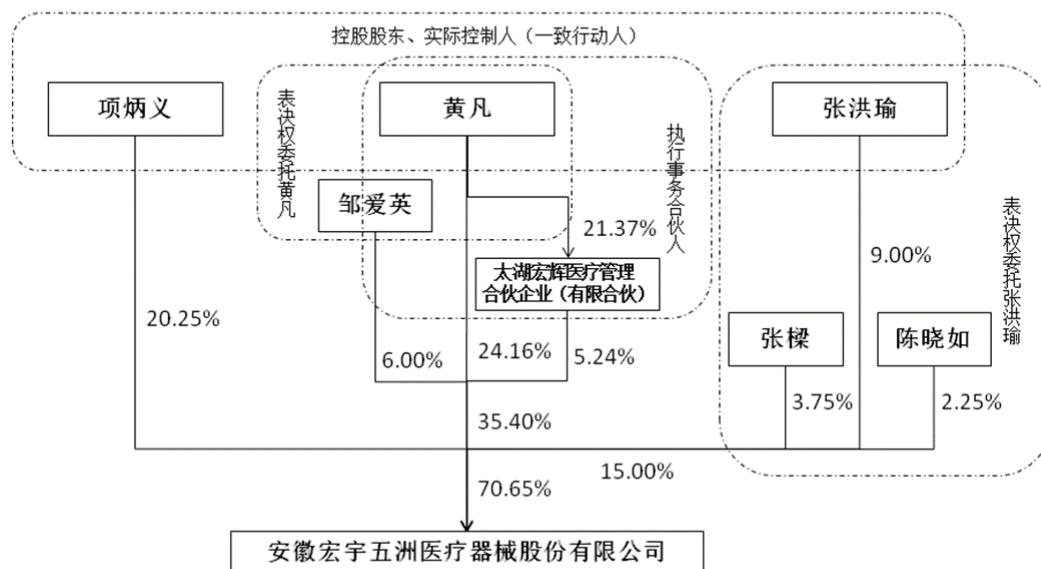 控股股东、实际控制人（一致行动人）
项炳义
黄凡
张洪瑜
表决权委托黄凡
执行事务合伙人
表决权委托张洪瑜
邹爱英
21.37%
太湖宏辉医疗管理
合伙企业（有限合伙）
9.00%
20.25%
6.00%
24.16%
5.24%
张樑
陈晓如
3.75%
2.25%
35.40%
15.00%
70.65%
安徽宏宇五洲医疗器械股份有限公司